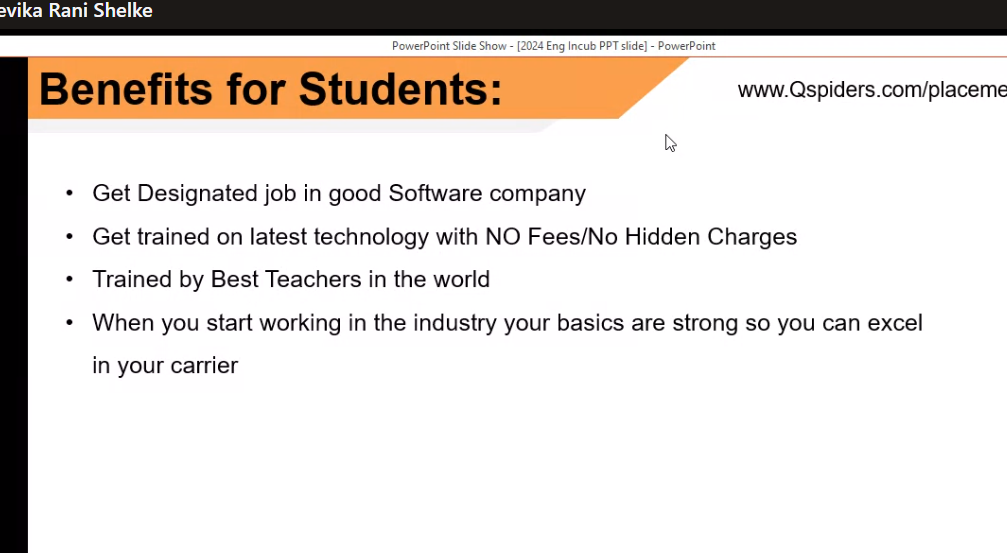 Rani Shelke
PowerPoint Slide Show - [2024 Eng Incub PPT slide] - PowerPoint
Benefits for Students:
www.Qspiders.com/placeme
• Get Designated job in good Software company
• Get trained on latest technology with NO Fees/No Hidden Charges
• Trained by Best Teachers in the world
• When you start working in the industry your basics are strong so you can excel
in your carrier